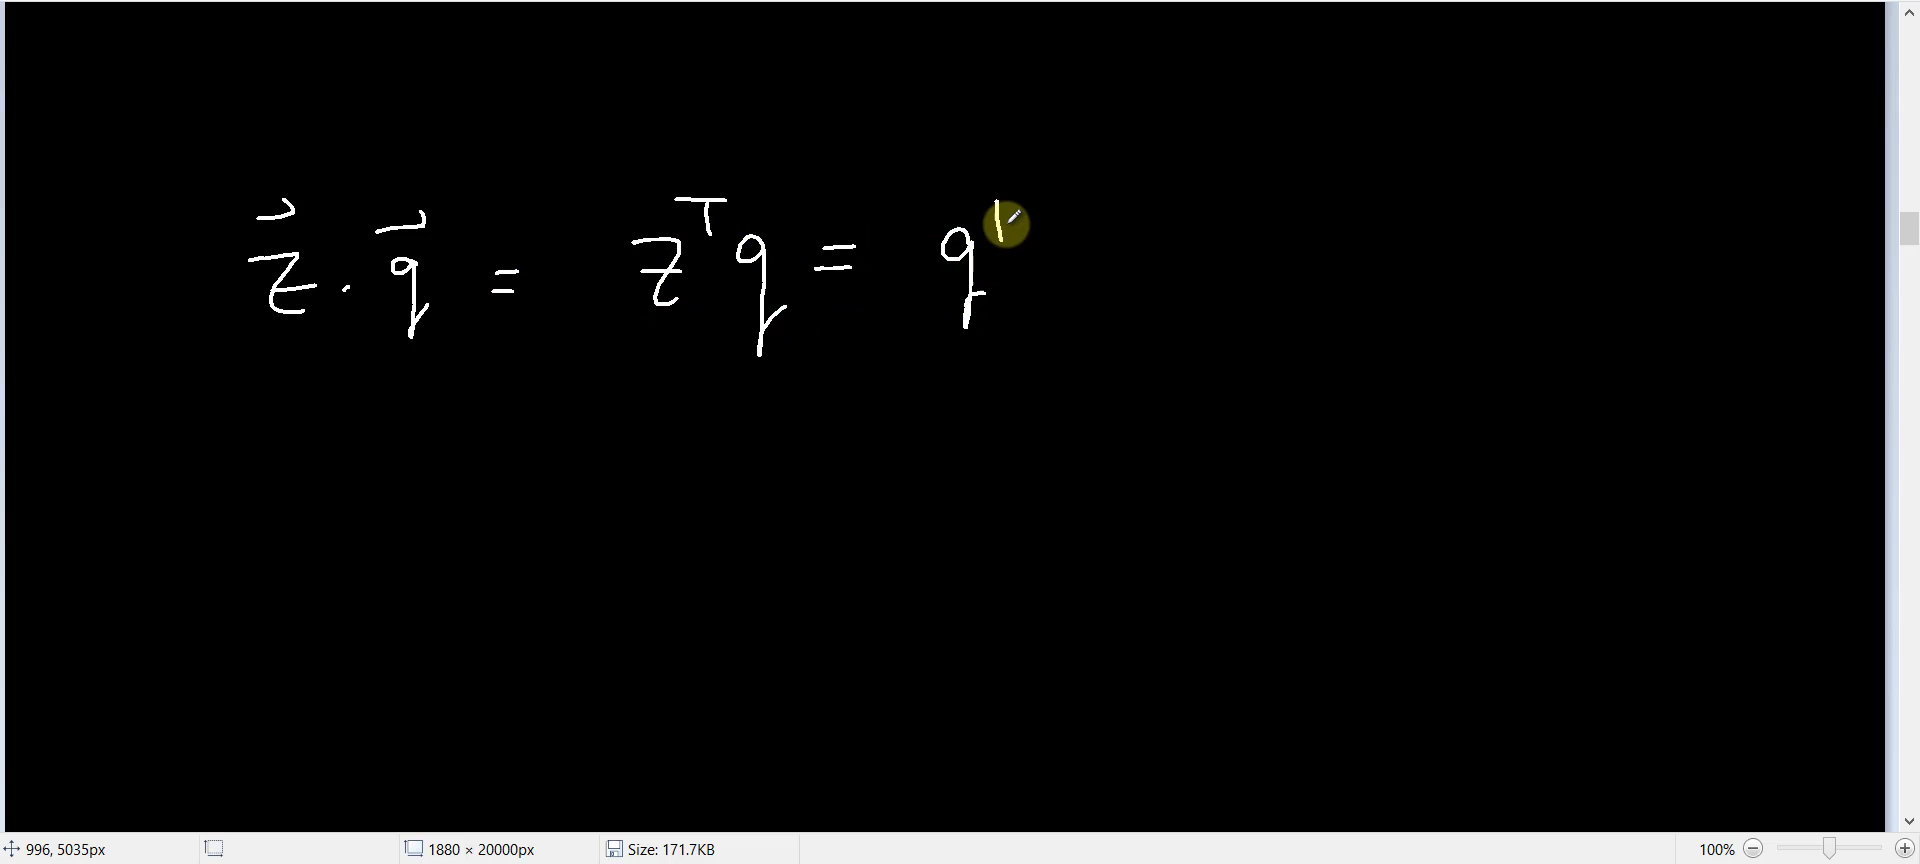 z⃗ · q⃗ = zᵀq = q
996, 5035px 1880 × 20000px Size: 171.7KB 100%